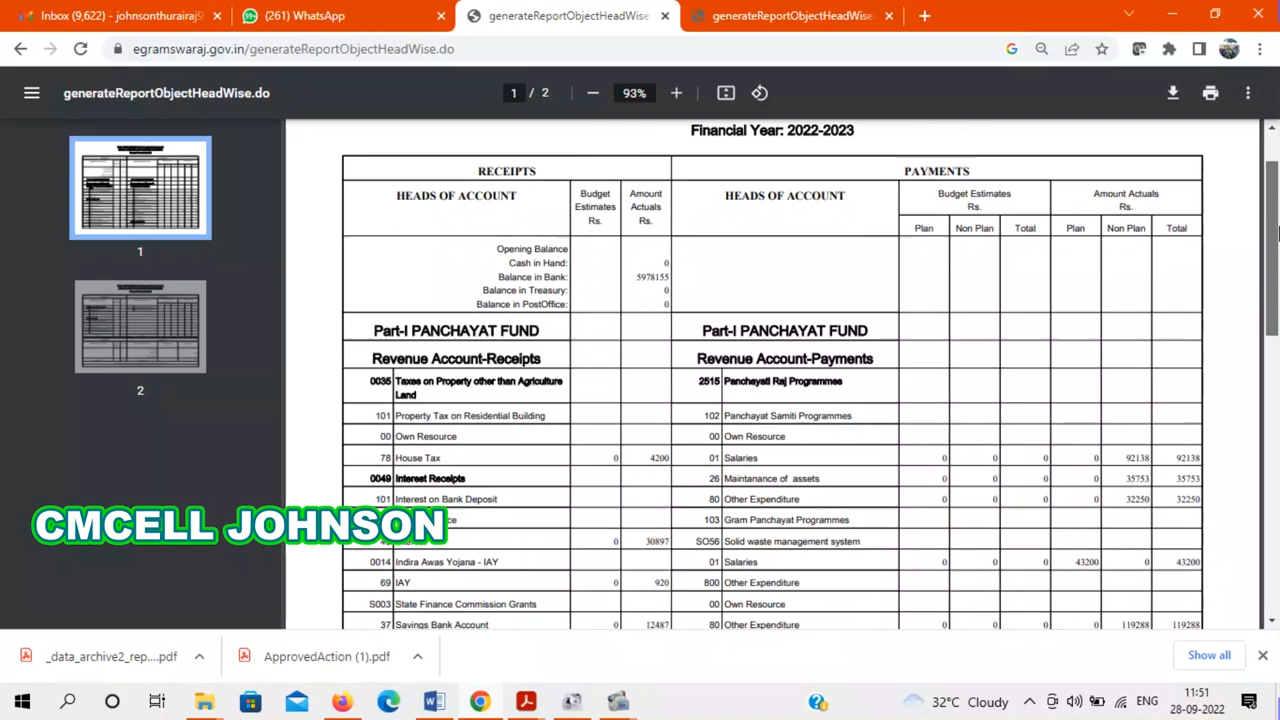 Inbox (9,622) - johnsonthurairaj9
(261) WhatsApp
generateReportObjectHeadWise.
generateReportObjectHeadWise.
egramswaraj.gov.in/generateReportObjectHeadWise.do
generateReportObjectHeadWise.do
1 / 2
93%
1
2
Financial Year: 2022-2023
RECEIPTS PAYMENTS
HEADS OF ACCOUNT Budget Estimates Rs. Amount Actuals Rs. HEADS OF ACCOUNT Budget Estimates Rs. Amount Actuals Rs.
Plan Non Plan Total Plan Non Plan Total
Opening Balance
Cash in Hand: 0
Balance in Bank: 5978155
Balance in Treasury: 0
Balance in PostOffice: 0
Part-I PANCHAYAT FUND Part-I PANCHAYAT FUND
Revenue Account-Receipts Revenue Account-Payments
0035 Taxes on Property other than Agriculture Land 2515 Panchayati Raj Programmes
101 Property Tax on Residential Building 102 Panchayat Samiti Programmes
00 Own Resource 00 Own Resource
78 House Tax 0 4200 01 Salaries 0 0 0 0 92138 92138
0049 Interest Receipts 26 Maintanance of assets 0 0 0 0 35753 35753
101 Interest on Bank Deposit 80 Other Expenditure 0 0 0 0 32250 32250
103 Gram Panchayat Programmes
0 30897 SO56 Solid waste management system
0014 Indira Awas Yojana - IAY 01 Salaries 0 0 0 43200 0 43200
69 IAY 0 920 800 Other Expenditure
S003 State Finance Commission Grants 00 Own Resource
37 Savings Bank Account 0 12487 80 Other Expenditure 0 0 0 0 119288 119288
CMCELL JOHNSON
_data_archive2_rep....pdf
ApprovedAction (1).pdf
Show all
32°C Cloudy
ENG
11:51
28-09-2022